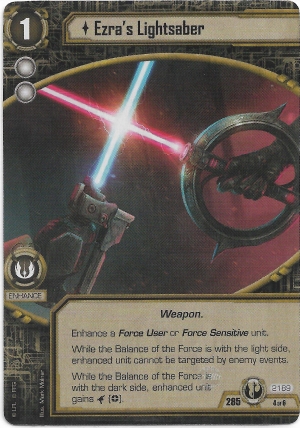 1
Ezra's Lightsaber
ENHANCE
Weapon.
Enhance a Force User or Force Sensitive unit.
While the Balance of the Force is with the light side,
enhanced unit cannot be targeted by enemy events.
While the Balance of the Force is
with the dark side, enhanced unit
gains
2169
285
4 of 6